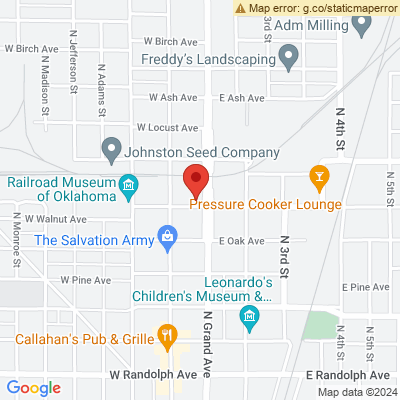 Map error: g.co/staticmaperror
Adm Milling
W Birch Ave
W Birch Ave
Freddy's Landscaping
3rd St
N Jefferson St
N Madison St
N Adams St
W Ash Ave
E Ash Ave
N 4th St
W Locust Ave
Johnston Seed Company
Railroad Museum
of Oklahoma
Pressure Cooker Lounge
N 5th St
W Walnut Ave
N Monroe St
The Salvation Army
E Oak Ave
N 3rd St
W Pine Ave
Leonardo's
Children's Museum &...
E Pine Ave
N Grand Ave
Callahan's Pub & Grille
N 4th St
N 5th St
W Randolph Ave
E Randolph Ave
Google
Map data ©2024